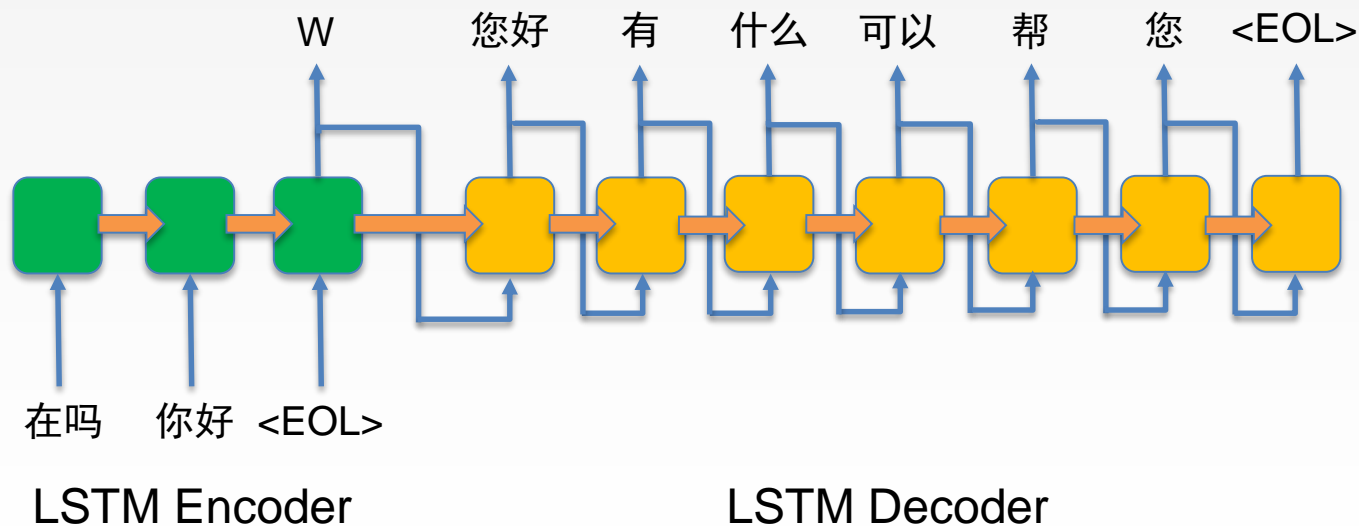 W 您好 有 什么 可以 帮 您 <EOL>
在吗 你好 <EOL>
LSTM Encoder LSTM Decoder